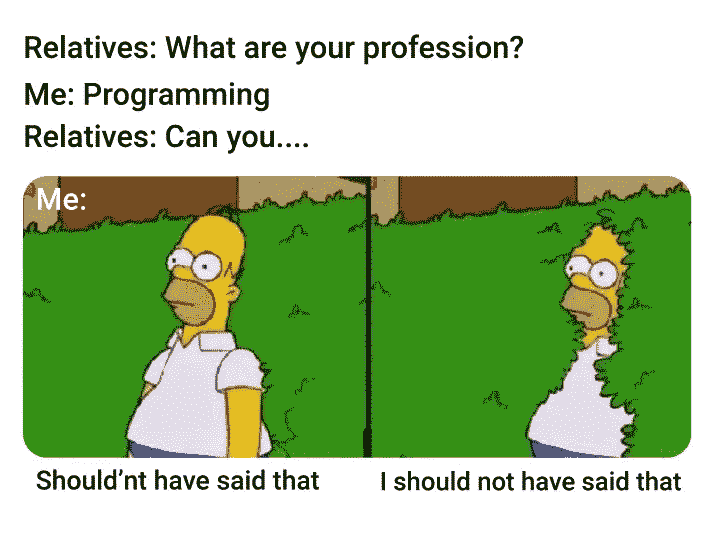 Relatives: What are your profession?
Me: Programming
Relatives: Can you....
Me:
Should'nt have said that
I should not have said that